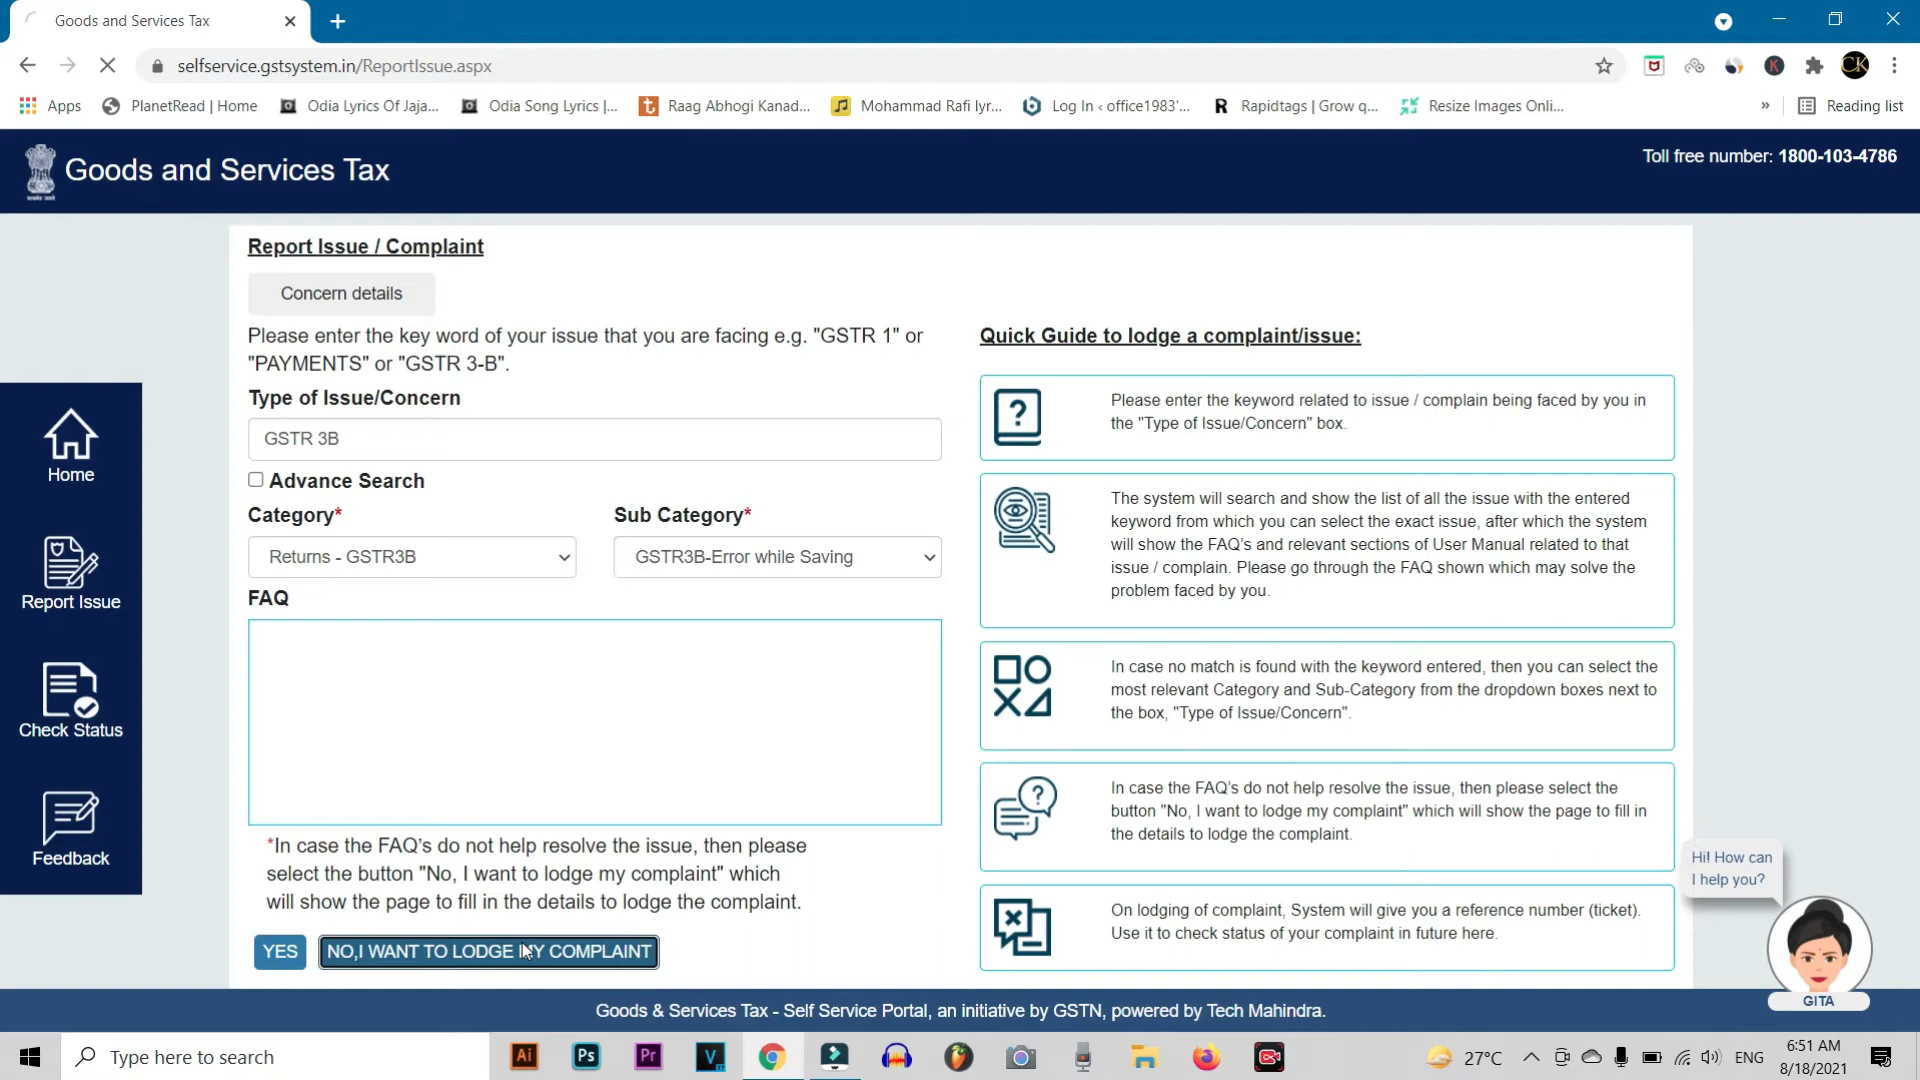 Goods and Services Tax
selfservice.gstsystem.in/ReportIssue.aspx
Apps
PlanetRead | Home
Odia Lyrics Of Jaja...
Odia Song Lyrics |...
Raag Abhogi Kanad...
Mohammad Rafi lyr...
Log In ‹ office1983'...
Rapidtags | Grow q...
Resize Images Onli...
»
Reading list
Goods and Services Tax
Toll free number: 1800-103-4786
Home
Report Issue
Check Status
Feedback
Report Issue / Complaint
Concern details
Please enter the key word of your issue that you are facing e.g. "GSTR 1" or
"PAYMENTS" or "GSTR 3-B".
Type of Issue/Concern
GSTR 3B
Advance Search
Category*
Sub Category*
Returns - GSTR3B
GSTR3B-Error while Saving
FAQ
*In case the FAQ's do not help resolve the issue, then please
select the button "No, I want to lodge my complaint" which
will show the page to fill in the details to lodge the complaint.
YES
NO,I WANT TO LODGE MY COMPLAINT
Quick Guide to lodge a complaint/issue:
Please enter the keyword related to issue / complain being faced by you in
the "Type of Issue/Concern" box.
The system will search and show the list of all the issue with the entered
keyword from which you can select the exact issue, after which the system
will show the FAQ's and relevant sections of User Manual related to that
issue / complain. Please go through the FAQ shown which may solve the
problem faced by you.
In case no match is found with the keyword entered, then you can select the
most relevant Category and Sub-Category from the dropdown boxes next to
the box, "Type of Issue/Concern".
In case the FAQ's do not help resolve the issue, then please select the
button "No, I want to lodge my complaint" which will show the page to fill in
the details to lodge the complaint.
On lodging of complaint, System will give you a reference number (ticket).
Use it to check status of your complaint in future here.
Hi! How can
I help you?
GITA
Goods & Services Tax - Self Service Portal, an initiative by GSTN, powered by Tech Mahindra.
Type here to search
Ai
Ps
Pr
27°C
ENG
6:51 AM
8/18/2021